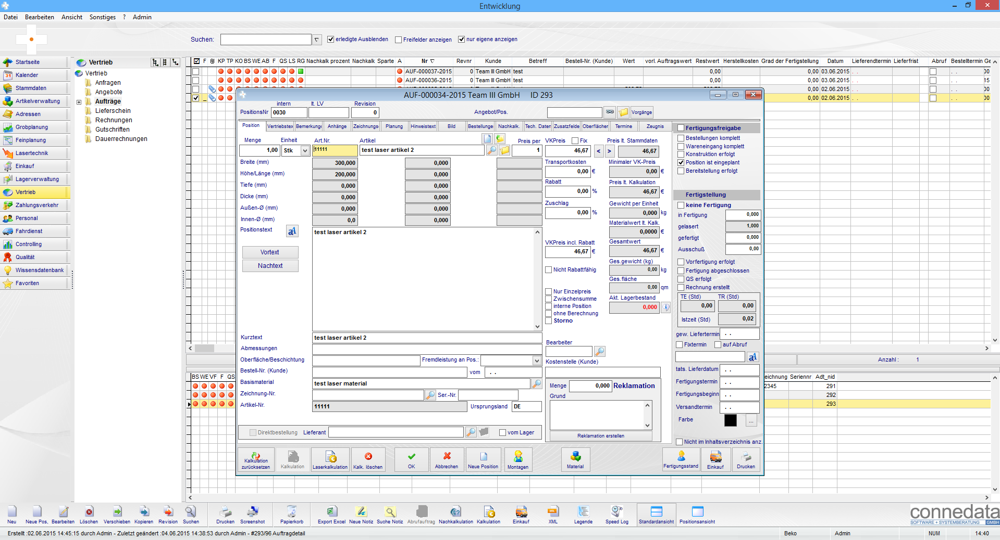 Entwicklung
Datei Bearbeiten Ansicht Sonstiges ? Admin
Suchen: erledigte Ausblenden Freifelder anzeigen nur eigene anzeigen
Startseite
Kalender
Stammdaten
Artikelverwaltung
Adressen
Grobplanung
Feinplanung
Lasertechnik
Einkauf
Lagerverwaltung
Vertrieb
Zahlungsverkehr
Personal
Fahrdienst
Controlling
Qualität
Wissensdatenbank
Favoriten
Vertrieb
Vertrieb
Anfragen
Angebote
Aufträge
Lieferschein
Rechnungen
Gutschriften
Dauerrechnungen
F KP TP KO BS WE AB F QS LS RG Nachkalk prozent Nachkalk Sparte A Nr Revnr Kunde Betreff Bestell-Nr. (Kunde) Wert vorl. Auftragswert Restwert Herstellkosten Grad der Fertigstellung Datum Lieferendtermin Lieferfrist Abruf Bestelltermin Ge
AUF-000037-2015 0 Team III GmbH test 0,00 0,00 03.06.2015 . . . . 00
AUF-000036-2015 0 Team III GmbH test 0,00 0,00 03.06.2015 . . . . 15
0,00 02.06.2015 . . . . 00
0,00 02.06.2015 . . . . 00
AUF-000034-2015 Team III GmbH ID 293
intern lt. LV Revision
PositionsNr 0030 0 Angebot/Pos. Vorgänge
Position Vertriebstex Bemerkunge Anhänge Zeichnungs Planung Hinweistext Bild Bestellunge Nachkalk. Tech. Daten Zusatzfelde Oberflächer Termine Zeugnis
Menge Einheit Art.Nr. Artikel Preis per VKPreis Fix Preis lt. Stammdaten
1,00 Stk 11111 test laser artikel 2 1 46,67 < > 46,67
Breite (mm) 300,000 0,000
Höhe/Länge (mm) 200,000 0,000
Tiefe (mm) 0,000 0,000
Dicke (mm) 0,000 0,000
Außen-Ø (mm) 0,000 0,000
Innen-Ø (mm) 0,0 0,000
Positionstext aA
test laser artikel 2
Vortext
Nachtext
Transportkosten Minimaler VK-Preis
0,00 € 0,00 €
Rabatt Preis lt. Kalkulation
0,00 % 46,67 €
Zuschlag Gewicht per Einheit
0,00 % 0,000 kg
Materialwert lt. Kalk.
0,0000 €
VKPreis incl. Rabatt Gesamtwert
46,67 € 46,67 €
Ges.gewicht (kg)
Nicht Rabattfähig 0,00 kg
Ges.fläche
0,00 qm
Nur Einzelpreis
Zwischensumme
interne Position
ohne Berechnung
Storno
Akt. Lagerbestand
0,000
Kurztext test laser artikel 2
Abmessungen
Oberfläche/Beschichtung Fremdleistung an Pos.:
Bestell-Nr. (Kunde) vom . .
Basismaterial test laser material
Zeichnung-Nr. Ser.-Nr.
Artikel-Nr. 11111 Ursprungsland DE
Direktbestellung Lieferant vom Lager
Bearbeiter
Kostenstelle (Kunde)
Menge 0,000 Reklamation
Grund
Reklamation erstellen
Fertigungsfreigabe
Bestellungen komplett
Wareneingang komplett
Konstruktion erfolgt
Position ist eingeplant
Bereitstellung erfolgt
Fertigstellung
keine Fertigung
in Fertigung 0,000
gelasert 1,000
gefertigt 0,000
Ausschuß 0,00
Vorfertigung erfolgt
Fertigung abgeschlossen
QS erfolgt
Rechnung erstellt
TE (Std) TR (Std)
0,00 0,00
Istzeit (Std) 0,02
gew. Liefertermin . .
Fixtermin auf Abruf
aA
tats. Lieferdatum . .
Fertigungstermin . .
Fertigungsbeginn . .
Versandtermin . .
Farbe ...
Nicht im Inhaltsverzeichnis anz.
Kalkulation zurücksetzen Kalkulation Laserkalkulation Kalk. löschen OK Abbrechen Neue Position Montagen Material Fertigungsstand Einkauf Drucken
Anzahl : 1
BS WE VF F QS eichnung Seriennr Adt_nid
2345 291
292
293
Neu Neue Pos, Bearbeiten Löschen Verschieben Kopieren Revision Suchen Drucken Screenshot Papierkorb Export Excel Neue Notiz Suche Notiz Abrufauftrag Nachkalkulation Kalkulation Einkauf XML Legende Speed Log Standardansicht Positionsansicht
connedata
SOFTWARE + SYSTEMBERATUNG GMBH
Erstellt :02.06.2015 14:45:15 durch Admin - Zuletzt geändert :04.06.2015 14:38:53 durch Admin - #293/96 Auftragdetail Beko Admin NUM 14:40